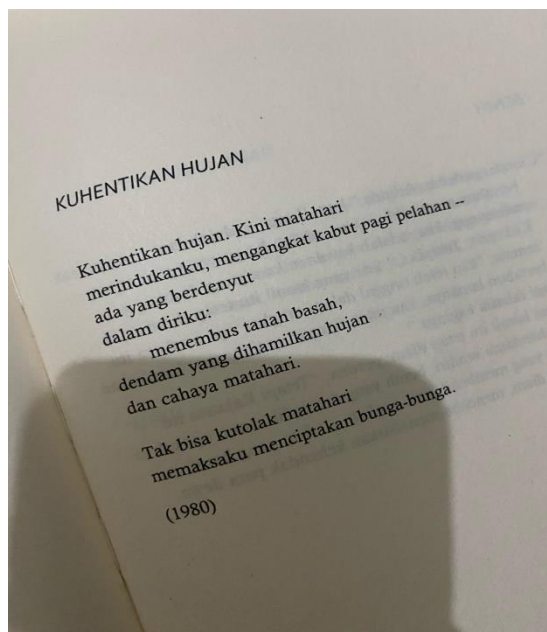 KUHENTIKAN HUJAN
Kuhentikan hujan. Kini matahari
merindukanku, mengangkat kabut pagi pelahan --
ada yang berdenyut
dalam diriku:
menembus tanah basah,
dendam yang dihamilkan hujan
dan cahaya matahari.
Tak bisa kutolak matahari
memaksaku menciptakan bunga-bunga.
(1980)